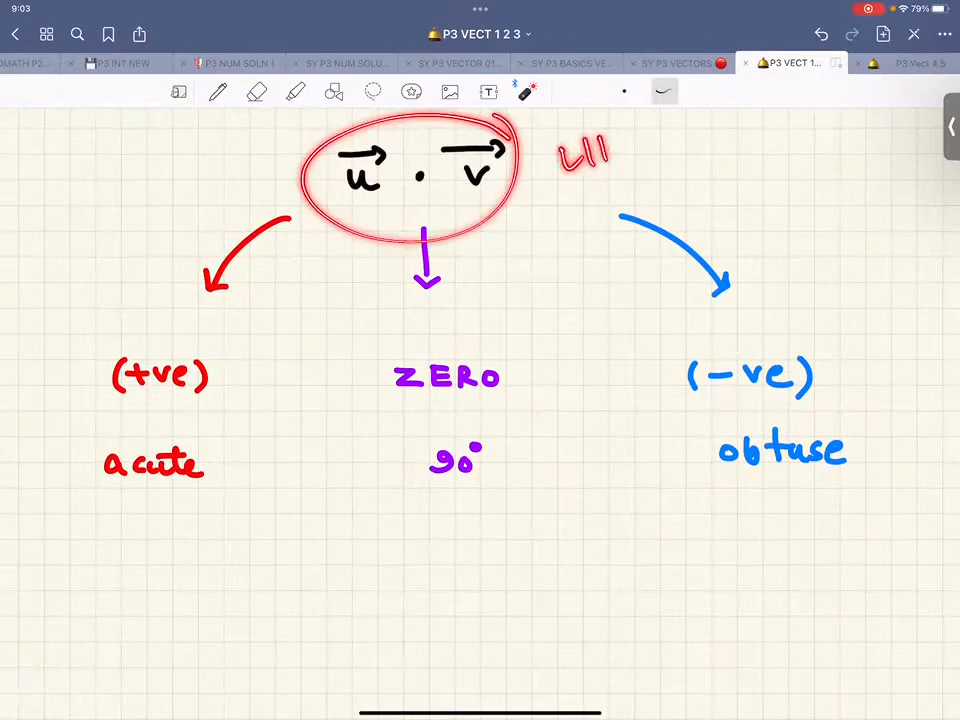 9:03
79%
P3 VECT 1 2 3
OMATH P2...
P3 INT NEW
P3 NUM SOLN 1
SY P3 NUM SOLU...
SY P3 VECTOR 01...
SY P3 BASICS VE...
SY P3 VECTORS
P3 VECT 1...
P3 Vect 4.5
u . v
(+ve) ZERO (-ve)
acute 90° obtuse